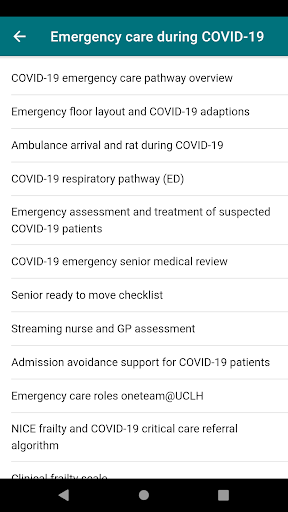 Emergency care during COVID-19
COVID-19 emergency care pathway overview
Emergency floor layout and COVID-19 adaptions
Ambulance arrival and rat during COVID-19
COVID-19 respiratory pathway (ED)
Emergency assessment and treatment of suspected
COVID-19 patients
COVID-19 emergency senior medical review
Senior ready to move checklist
Streaming nurse and GP assessment
Admission avoidance support for COVID-19 patients
Emergency care roles oneteam@UCLH
NICE frailty and COVID-19 critical care referral
algorithm
Clinical frailty scale